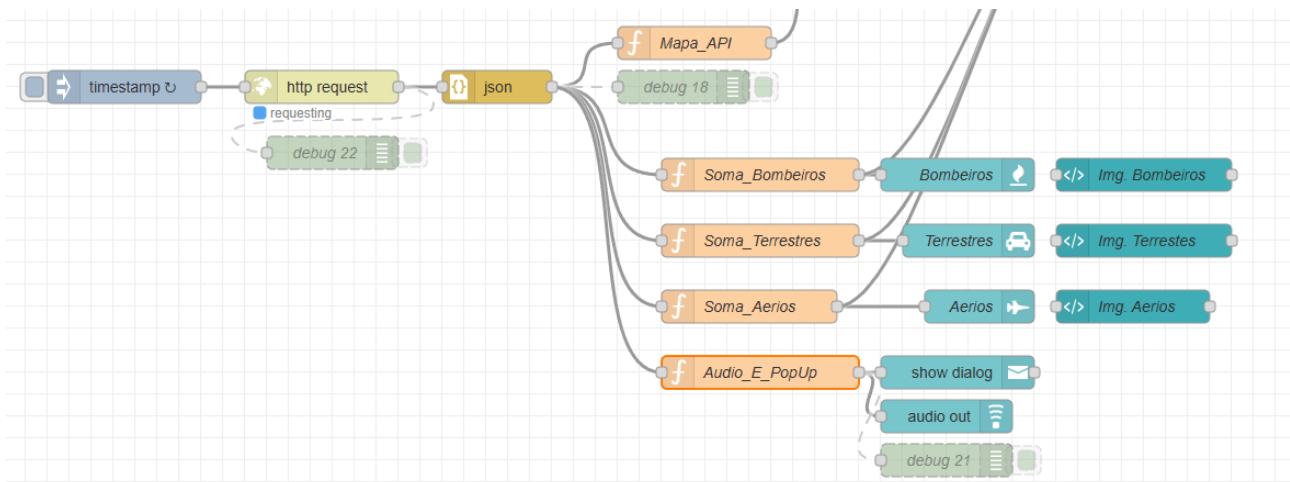 Mapa_API
timestamp ↻
http request
json
debug 18
requesting
debug 22
Soma_Bombeiros
Bombeiros
</> Img. Bombeiros
Soma_Terrestres
Terrestres
</> Img. Terrestes
Soma_Aerios
Aerios
</> Img. Aerios
Audio_E_PopUp
show dialog
audio out
debug 21